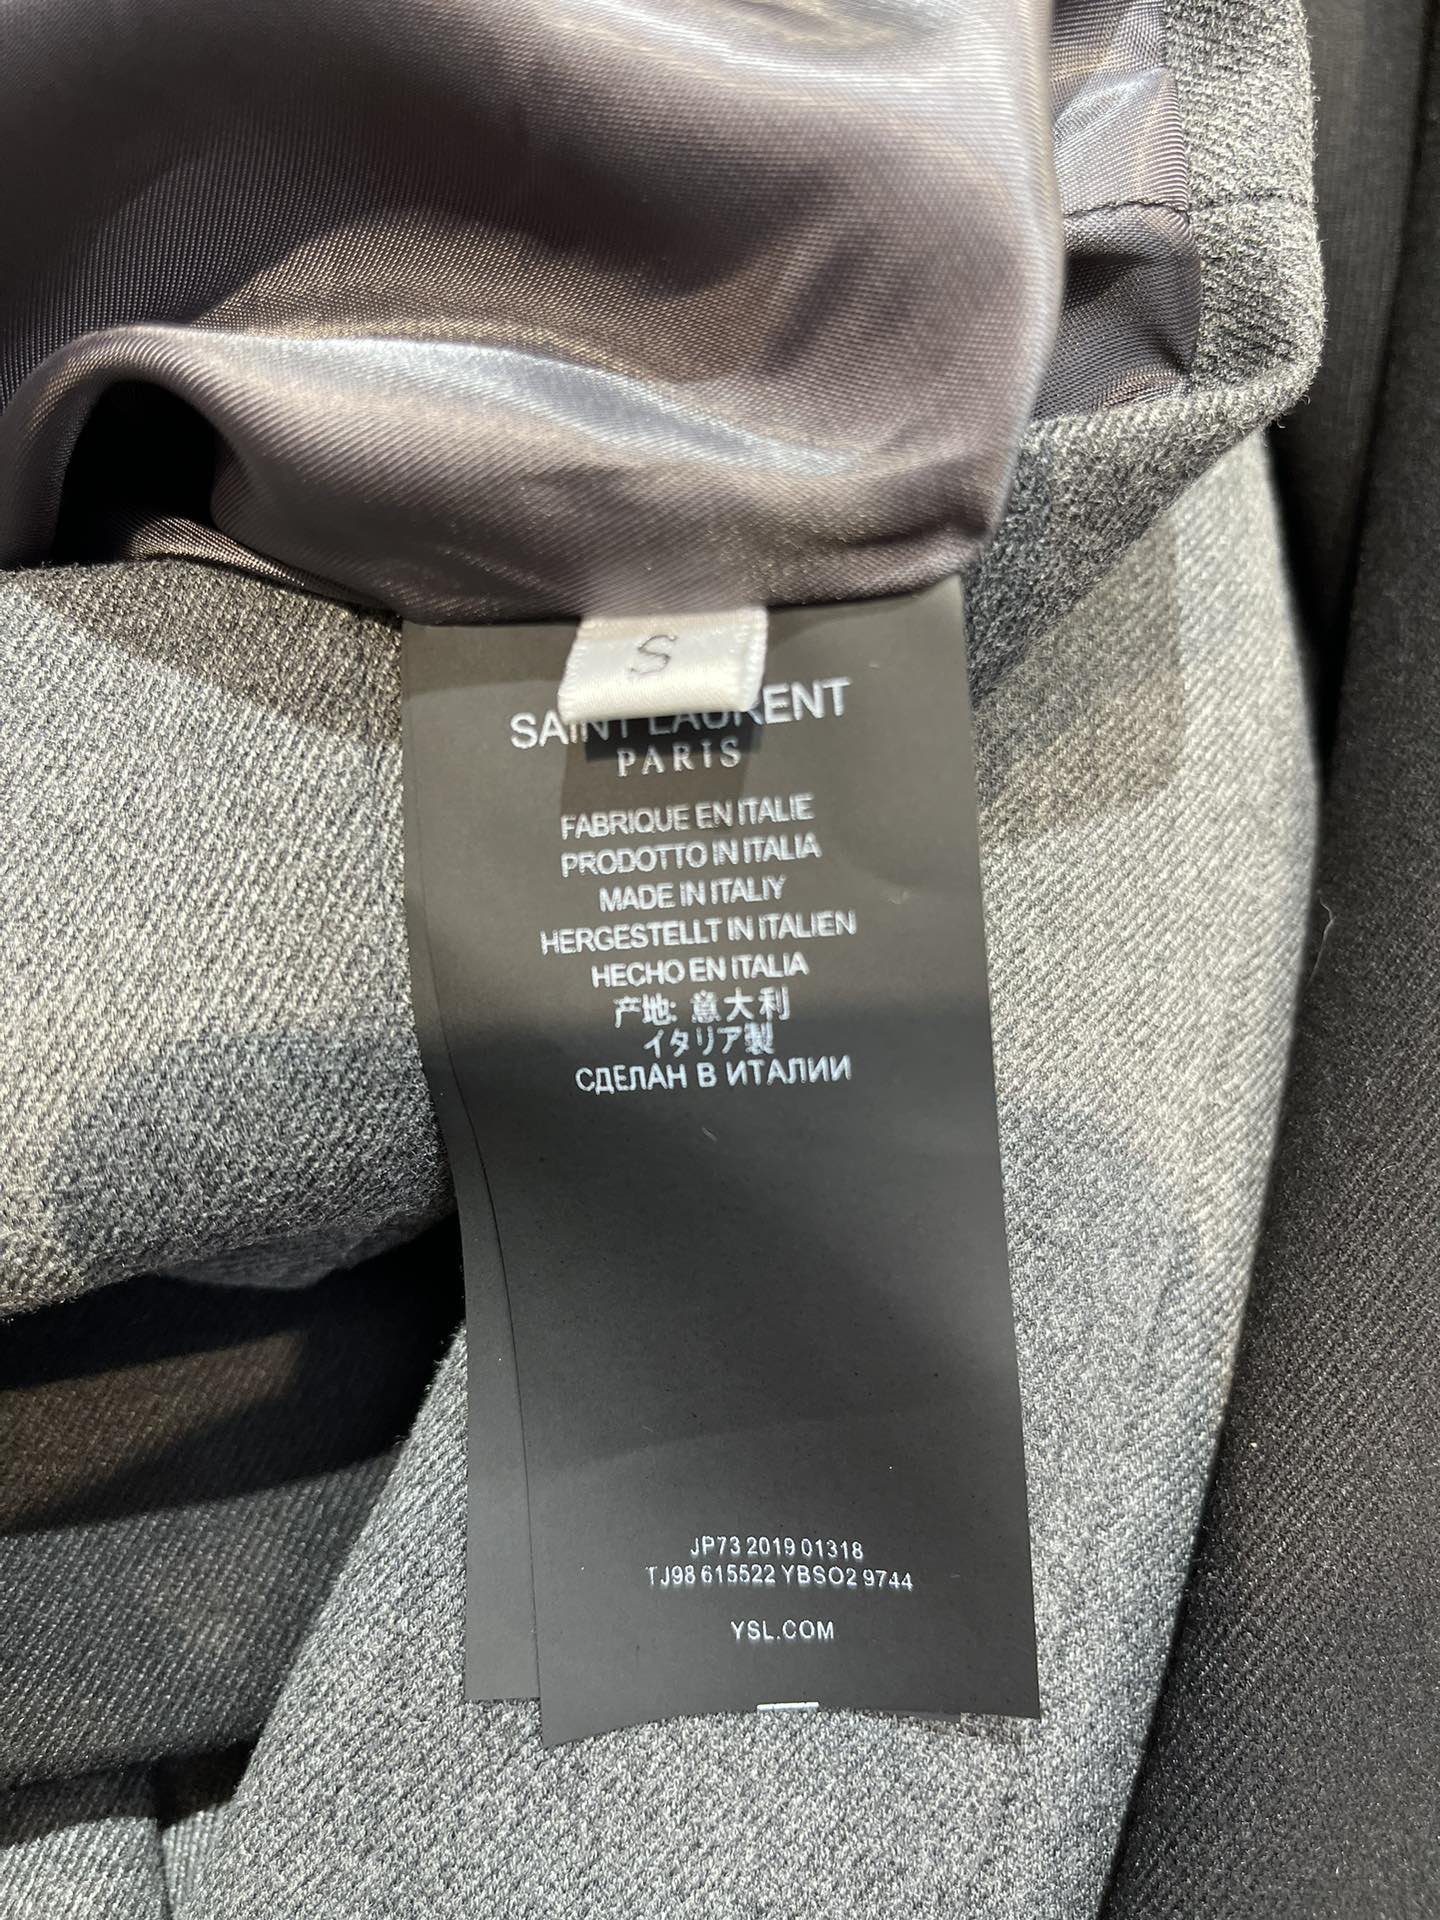 S
SAINT LAURENT
PARIS
FABRIQUE EN ITALIE
PRODOTTO IN ITALIA
MADE IN ITALIY
HERGESTELLT IN ITALIEN
HECHO EN ITALIA
产地: 意大利
イタリア製
СДЕЛАН В ИТАЛИИ
JP73 2019 01318
TJ98 615522 YBSO2 9744
YSL.COM